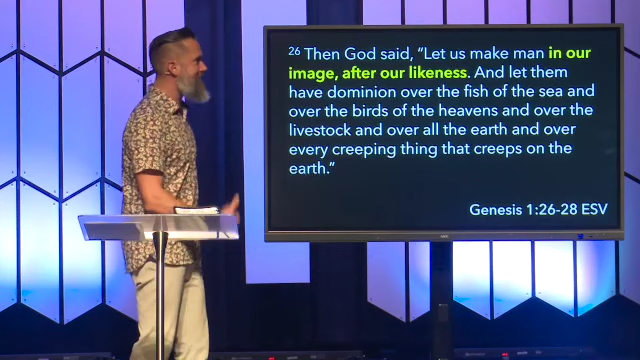 26 Then God said, “Let us make man in our
image, after our likeness. And let them
have dominion over the fish of the sea and
over the birds of the heavens and over the
livestock and over all the earth and over
every creeping thing that creeps on the
earth.”
Genesis 1:26-28 ESV
NEC